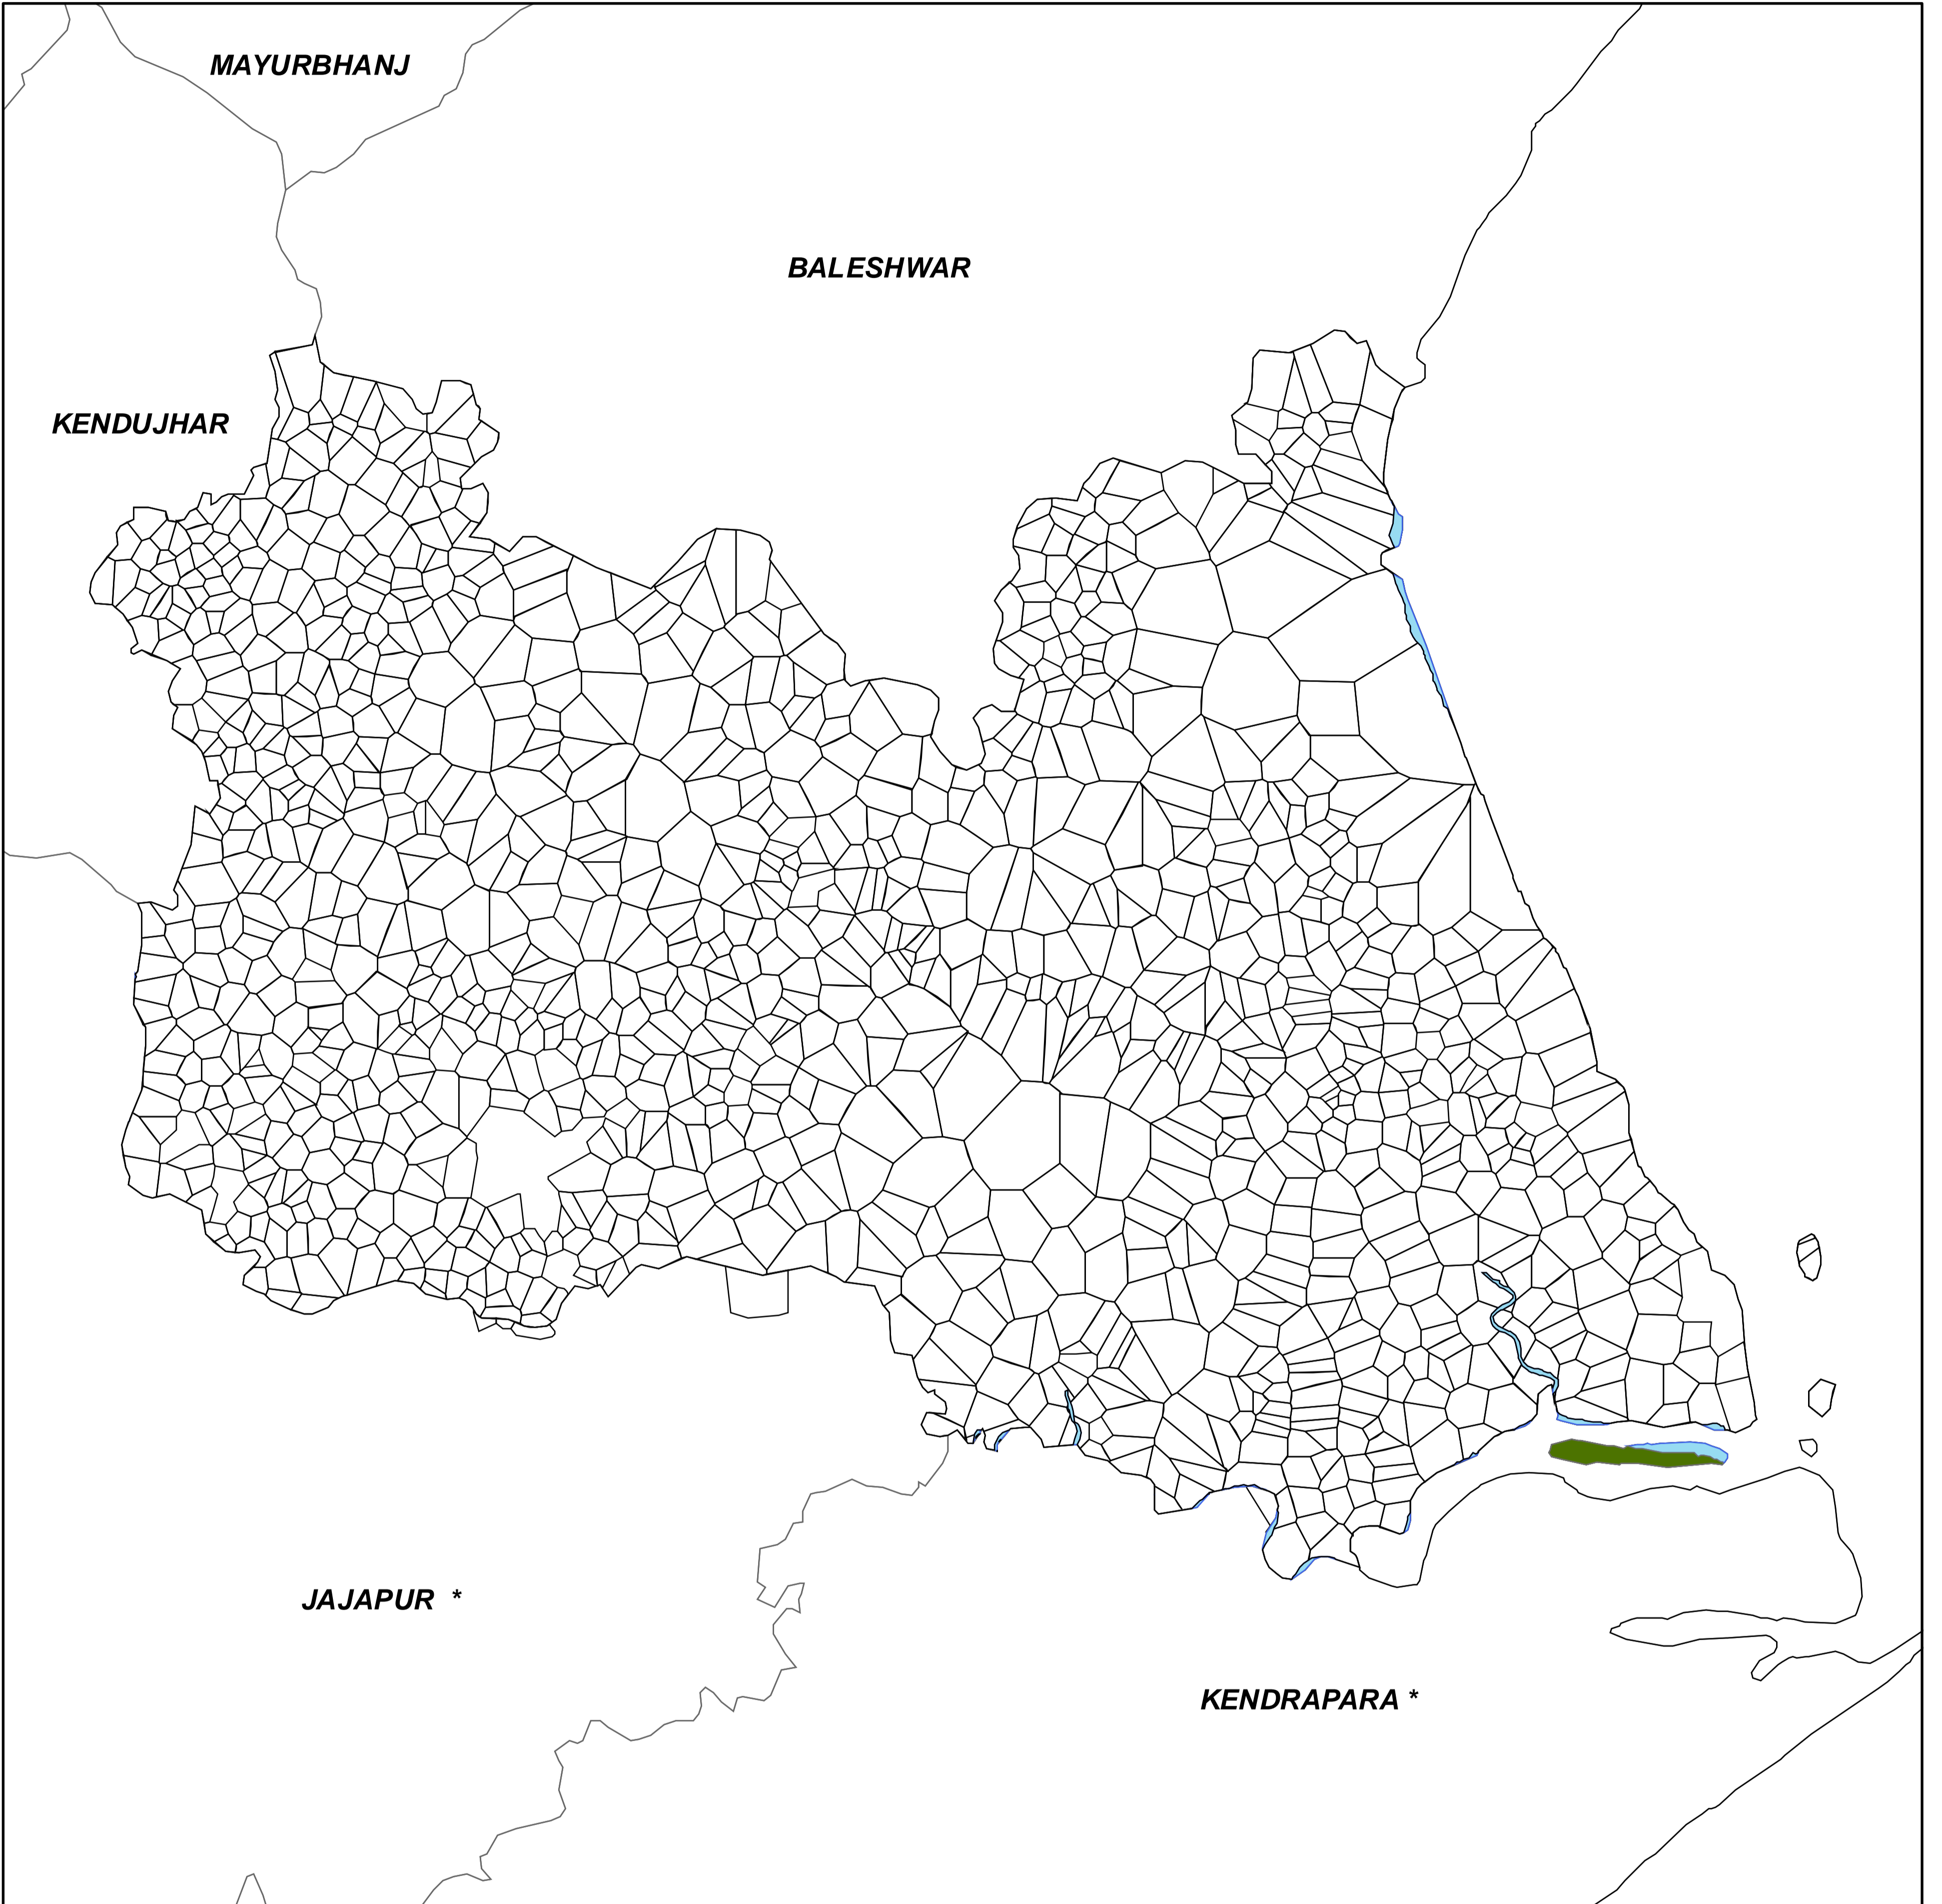 MAYURBHANJ
BALESHWAR
KENDUJHAR
JAJAPUR *
KENDRAPARA *